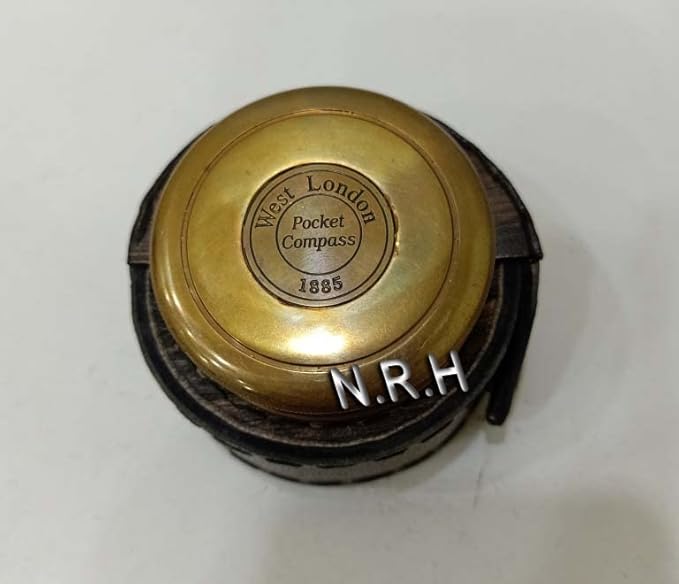 West London
Pocket
Compass
1885
N.R.H